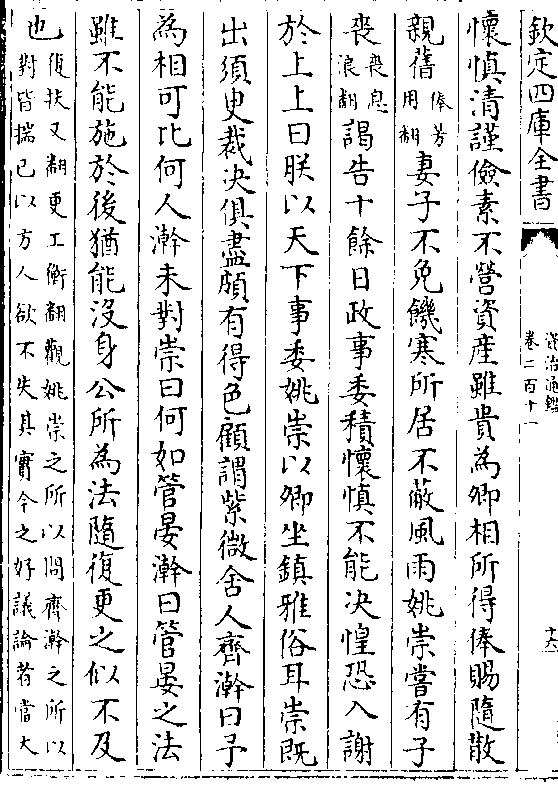 欽定四庫全書
資治通鑑
卷二百十一
十六
懷慎清謹儉素不營資産雖貴為卿相所得俸賜隨散
親舊俸芳用翻妻子不免饑寒所居不蔽風雨姚崇嘗有子
喪喪息浪翻謁告十餘日政事委積懷慎不能决惶恐入謝
於上上曰朕以天下事委姚崇以卿坐鎮雅俗耳崇既
出須臾裁决俱盡頗有得色顧謂紫微舍人齊澣曰予
為相可比何人澣未對崇曰何如管晏澣曰管晏之法
雖不能施於後猶能没身公所為法隨復更之似不及
也復扶又翻更工衡翻觀姚崇之所以問齊澣之所以對皆揣已以方人欲不失其實今之好議論者當大